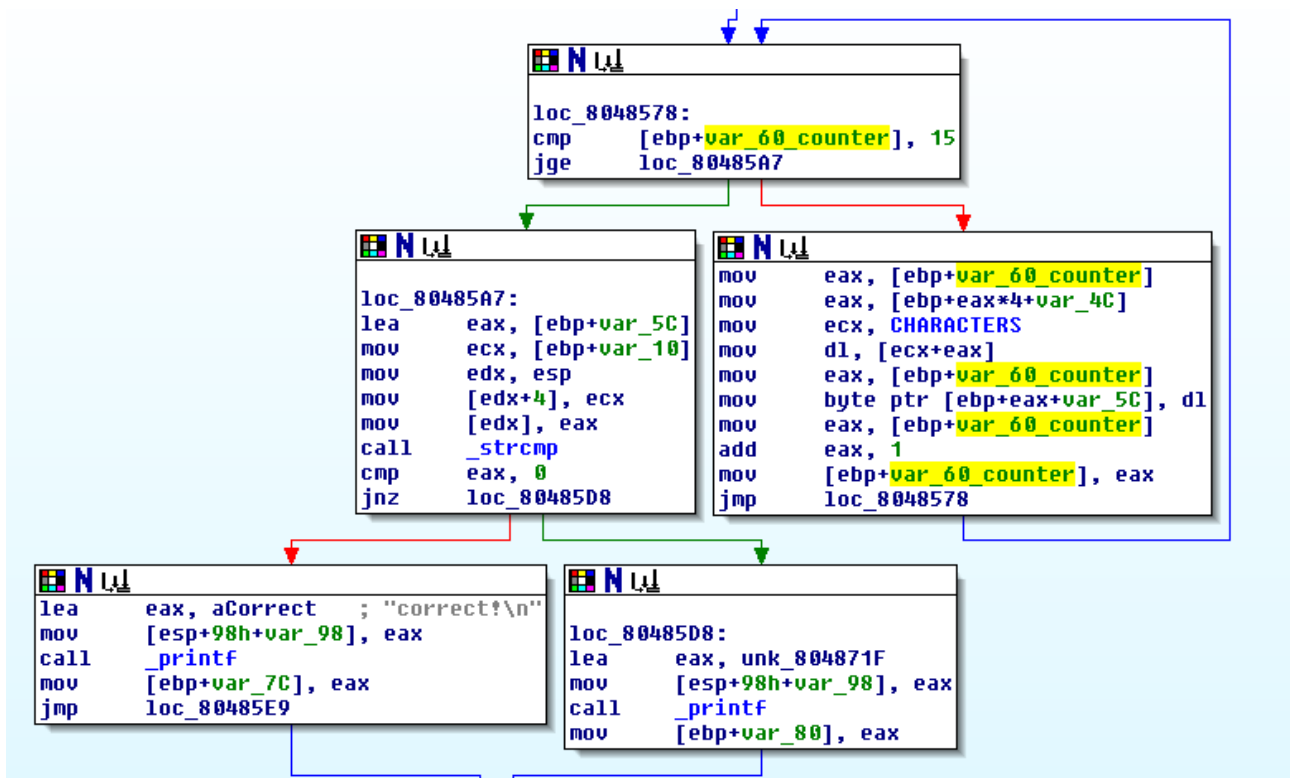 loc_8048578:
cmp [ebp+var_60_counter], 15
jge loc_80485A7
loc_80485A7:
lea eax, [ebp+var_5C]
mov ecx, [ebp+var_10]
mov edx, esp
mov [edx+4], ecx
mov [edx], eax
call _strcmp
cmp eax, 0
jnz loc_80485D8
mov eax, [ebp+var_60_counter]
mov eax, [ebp+eax*4+var_4C]
mov ecx, CHARACTERS
mov dl, [ecx+eax]
mov eax, [ebp+var_60_counter]
mov byte ptr [ebp+eax+var_5C], dl
mov eax, [ebp+var_60_counter]
add eax, 1
mov [ebp+var_60_counter], eax
jmp loc_8048578
lea eax, aCorrect ; "correct!\n"
mov [esp+98h+var_98], eax
call _printf
mov [ebp+var_7C], eax
jmp loc_80485E9
loc_80485D8:
lea eax, unk_804871F
mov [esp+98h+var_98], eax
call _printf
mov [ebp+var_80], eax